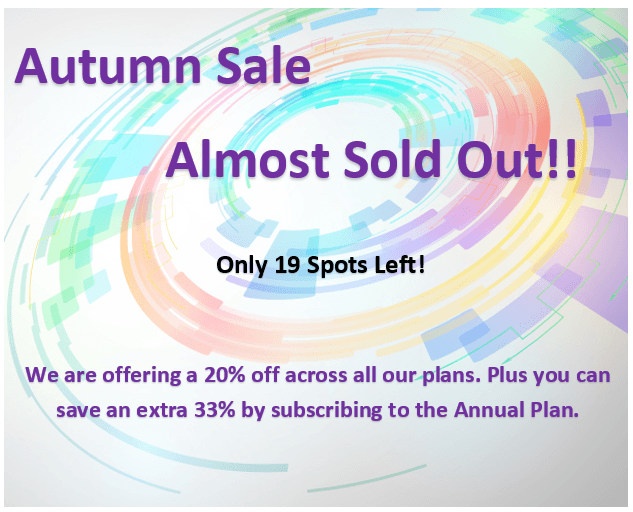 Autumn Sale
Almost Sold Out!!
Only 19 Spots Left!
We are offering a 20% off across all our plans. Plus you can
save an extra 33% by subscribing to the Annual Plan.